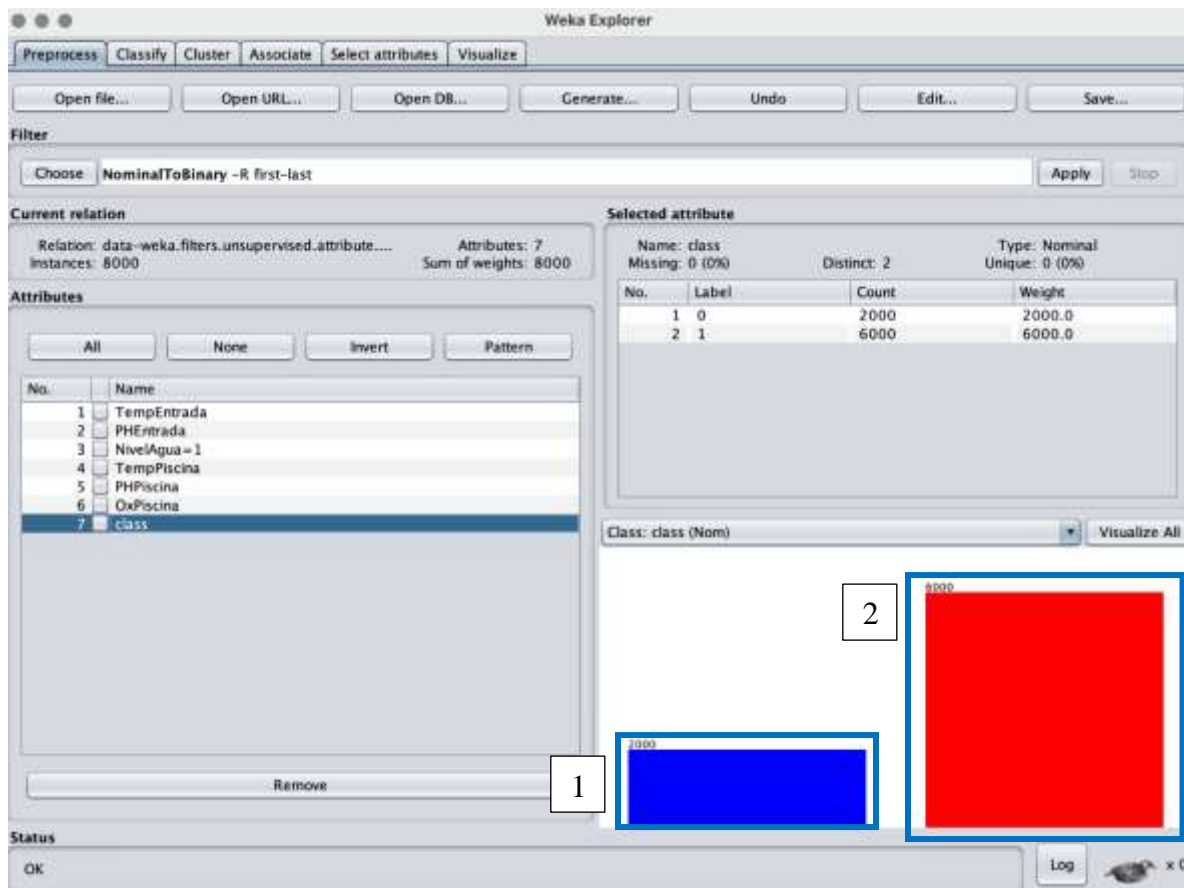 Weka Explorer
Preprocess Classify Cluster Associate Select attributes Visualize
Open file... Open URL... Open DB... Generate... Undo Edit... Save...
Filter
Choose NominalToBinary -R first-last Apply Stop
Current relation
Relation: data-weka.filters.unsupervised.attribute.... Attributes: 7
Instances: 8000 Sum of weights: 8000
Attributes
All None Invert Pattern
No. Name
1 TempEntrada
2 PHEntrada
3 NivelAgua=1
4 TempPiscina
5 PHPiscina
6 OxPiscina
7 class
Remove
Selected attribute
Name: class Type: Nominal
Missing: 0 (0%) Distinct: 2 Unique: 0 (0%)
No. Label Count Weight
1 0 2000 2000.0
2 1 6000 6000.0
Class: class (Nom) Visualize All
6000
2
2000
1
Status
OK
Log x 0